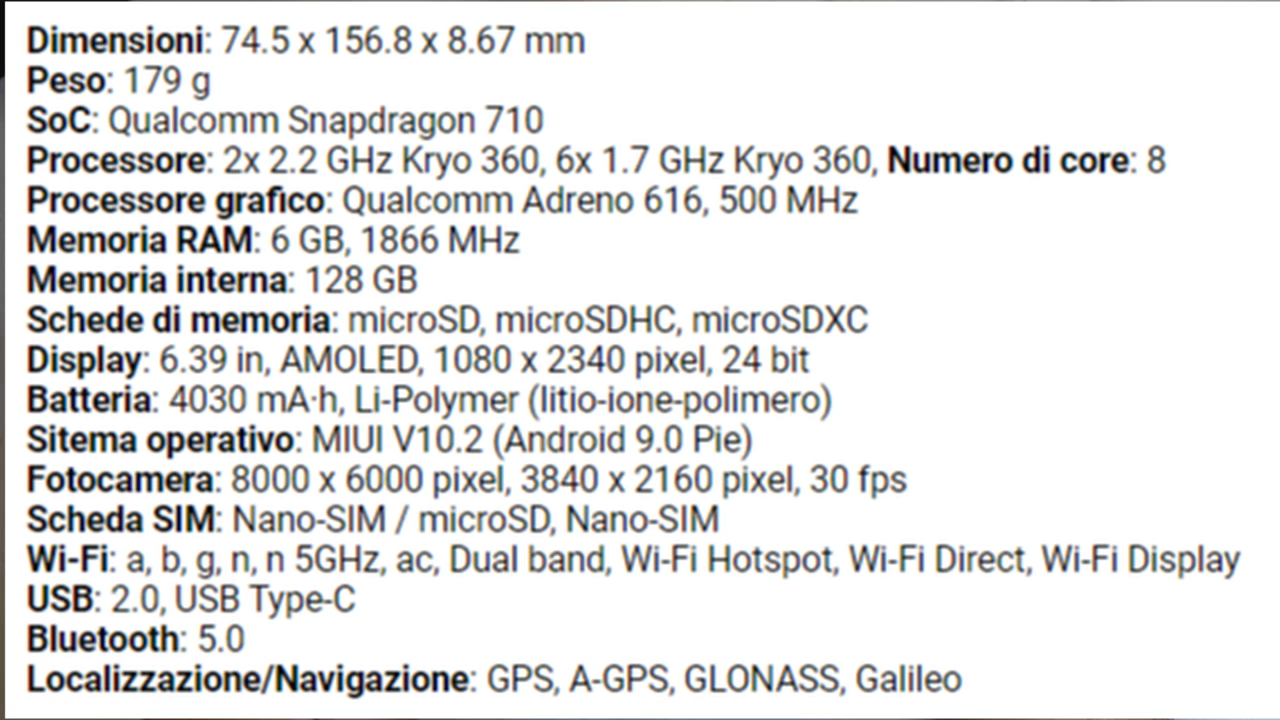 Dimensioni: 74.5 x 156.8 x 8.67 mm
Peso: 179 g
SoC: Qualcomm Snapdragon 710
Processore: 2x 2.2 GHz Kryo 360, 6x 1.7 GHz Kryo 360, Numero di core: 8
Processore grafico: Qualcomm Adreno 616, 500 MHz
Memoria RAM: 6 GB, 1866 MHz
Memoria interna: 128 GB
Schede di memoria: microSD, microSDHC, microSDXC
Display: 6.39 in, AMOLED, 1080 x 2340 pixel, 24 bit
Batteria: 4030 mA·h, Li-Polymer (litio-ione-polimero)
Sitema operativo: MIUI V10.2 (Android 9.0 Pie)
Fotocamera: 8000 x 6000 pixel, 3840 x 2160 pixel, 30 fps
Scheda SIM: Nano-SIM / microSD, Nano-SIM
Wi-Fi: a, b, g, n, n 5GHz, ac, Dual band, Wi-Fi Hotspot, Wi-Fi Direct, Wi-Fi Display
USB: 2.0, USB Type-C
Bluetooth: 5.0
Localizzazione/Navigazione: GPS, A-GPS, GLONASS, Galileo